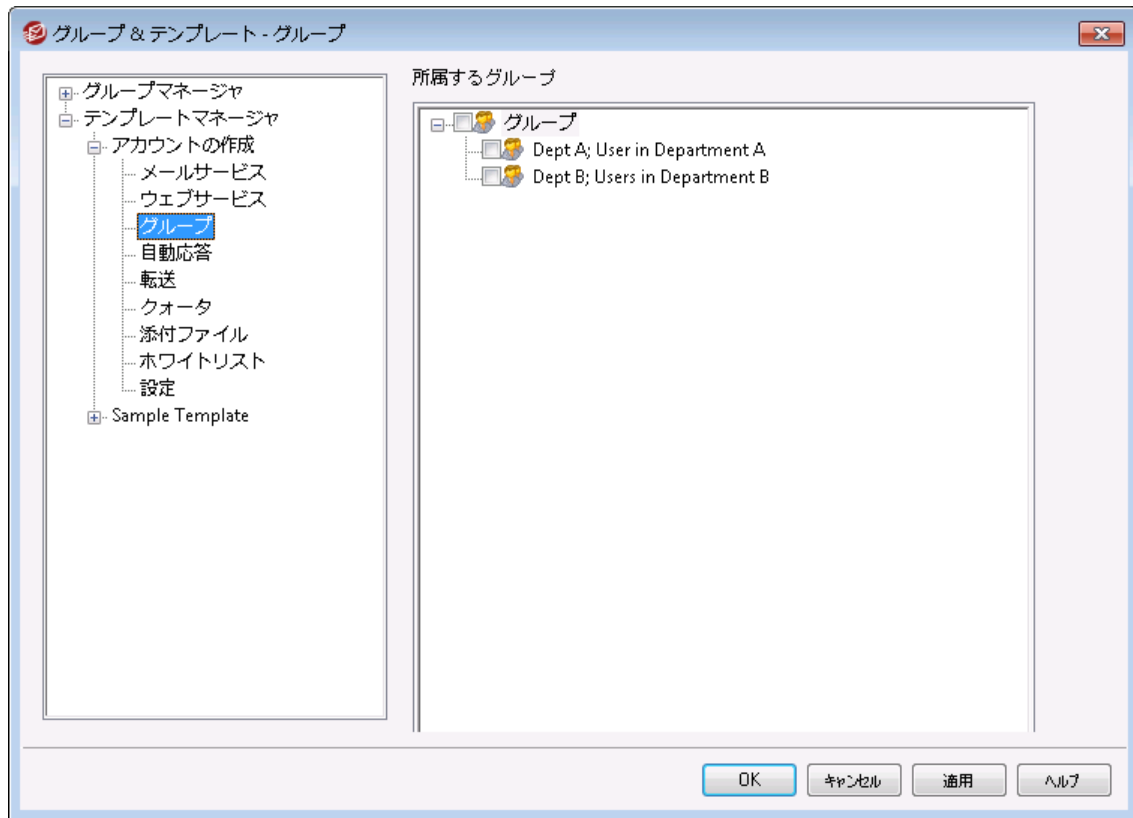 グループ & テンプレート - グループ
グループマネージャ
テンプレートマネージャ
アカウントの作成
メールサービス
ウェブサービス
グループ
自動応答
転送
クォータ
添付ファイル
ホワイトリスト
設定
Sample Template
所属するグループ
グループ
Dept A; User in Department A
Dept B; Users in Department B
OK キャンセル 適用 ヘルプ